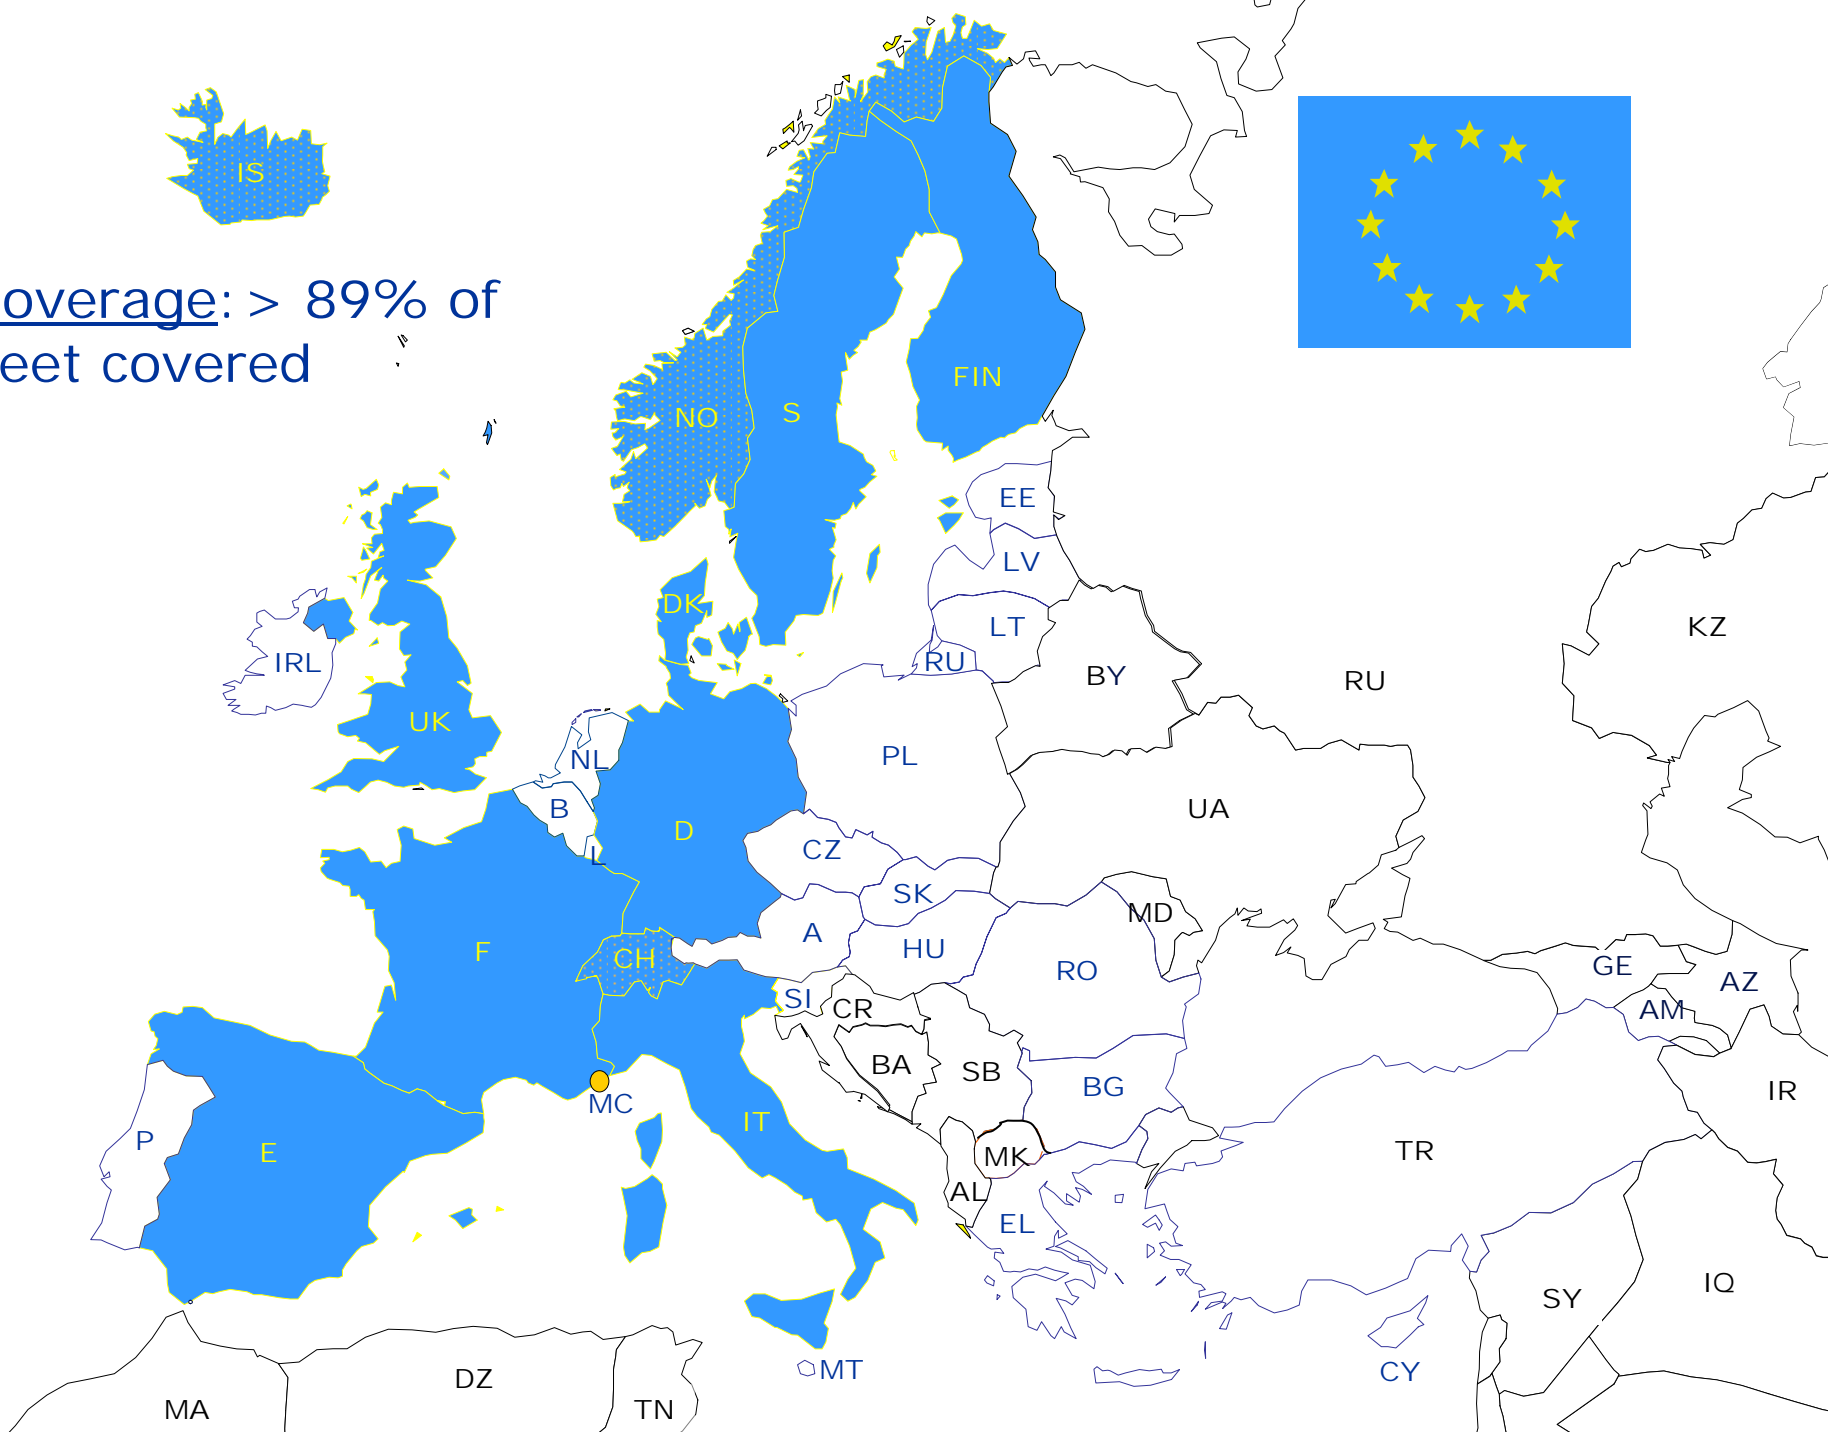 IS
overage: > 89% of
eet covered
FIN
NO
S
EE
LV
DK
LT
KZ
IRL
RU
BY
RU
UK
NL
PL
B
UA
D
CZ
L
SK
MD
A
F
HU
CH
RO
GE
AZ
SI
CR
AM
BA
SB
BG
IR
MC
IT
P
E
MK
TR
AL
EL
IQ
SY
MT
CY
DZ
MA
TN